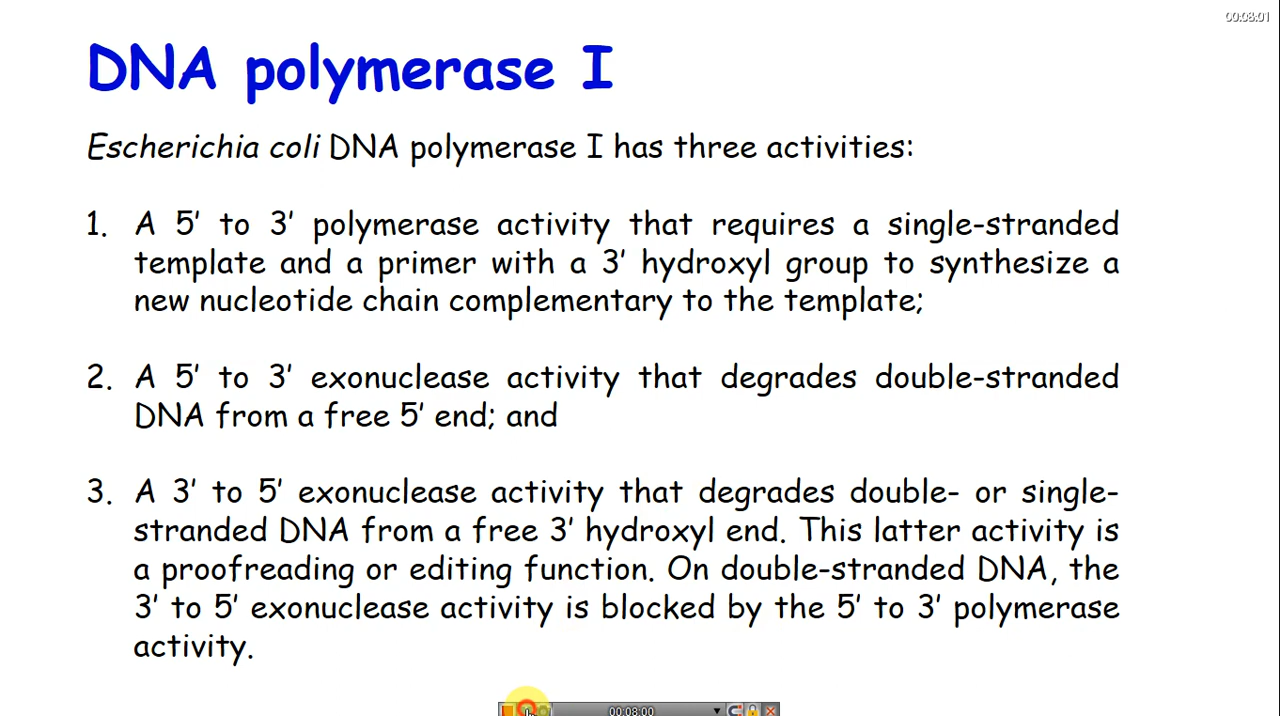 00:08:01
DNA polymerase I
Escherichia coli DNA polymerase I has three activities:
1. A 5' to 3' polymerase activity that requires a single-stranded
template and a primer with a 3' hydroxyl group to synthesize a
new nucleotide chain complementary to the template;
2. A 5' to 3' exonuclease activity that degrades double-stranded
DNA from a free 5' end; and
3. A 3' to 5' exonuclease activity that degrades double- or single-
stranded DNA from a free 3' hydroxyl end. This latter activity is
a proofreading or editing function. On double-stranded DNA, the
3' to 5' exonuclease activity is blocked by the 5' to 3' polymerase
activity.
00:08:00